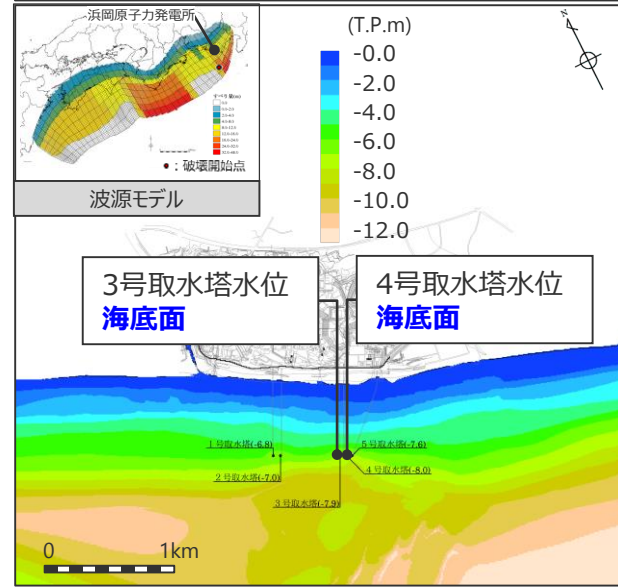 浜岡原子力発電所
すべり量(m)
●：破壊開始点
波源モデル
(T.P.m)
-0.0
-2.0
-4.0
-6.0
-8.0
-10.0
-12.0
3号取水塔水位
海底面
4号取水塔水位
海底面
1号取水塔(-6.8)
5号取水塔(-7.6)
2号取水塔(-7.0)
4号取水塔(-8.0)
3号取水塔(-7.9)
0 1km